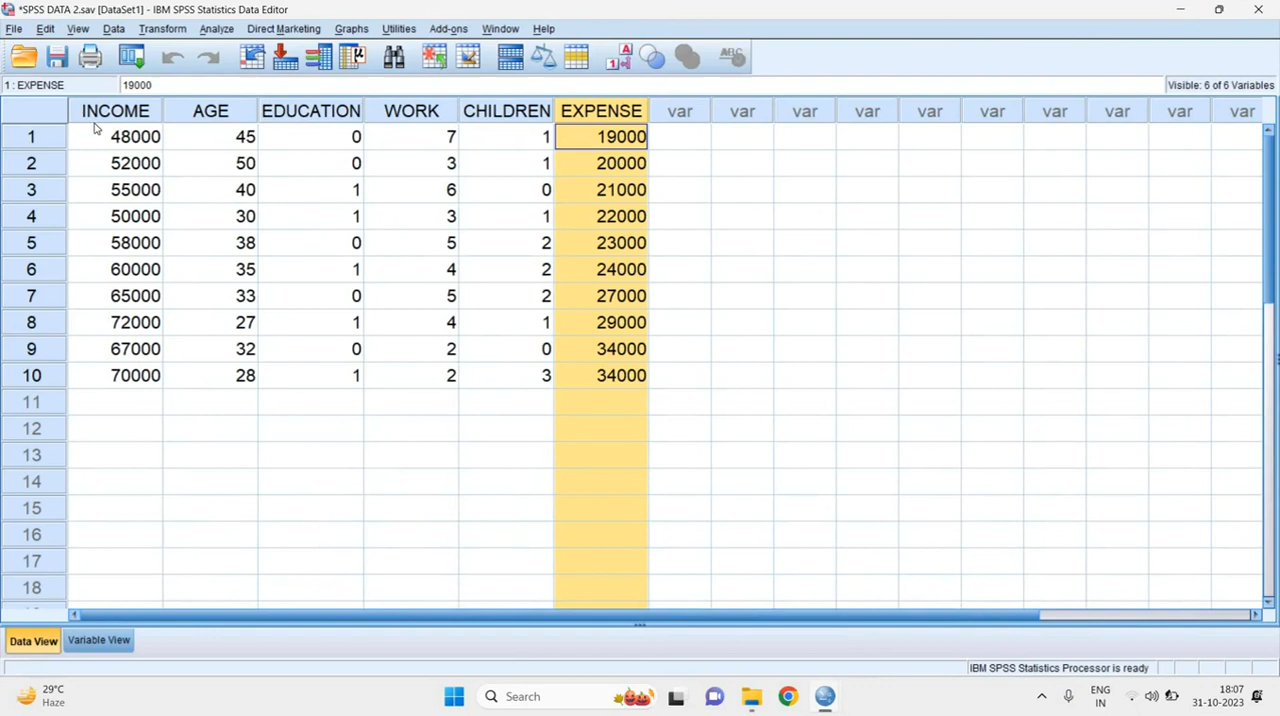 *SPSS DATA 2.sav [DataSet1] - IBM SPSS Statistics Data Editor
File Edit View Data Transform Analyze Direct Marketing Graphs Utilities Add-ons Window Help
1 : EXPENSE 19000 Visible: 6 of 6 Variables
INCOME AGE EDUCATION WORK CHILDREN EXPENSE var var var var var var var var var var
1 48000 45 0 7 1 19000
2 52000 50 0 3 1 20000
3 55000 40 1 6 0 21000
4 50000 30 1 3 1 22000
5 58000 38 0 5 2 23000
6 60000 35 1 4 2 24000
7 65000 33 0 5 2 27000
8 72000 27 1 4 1 29000
9 67000 32 0 2 0 34000
10 70000 28 1 2 3 34000
11
12
13
14
15
16
17
18
Data View Variable View
IBM SPSS Statistics Processor is ready
29°C
Haze
Search
ENG
IN
18:07
31-10-2023